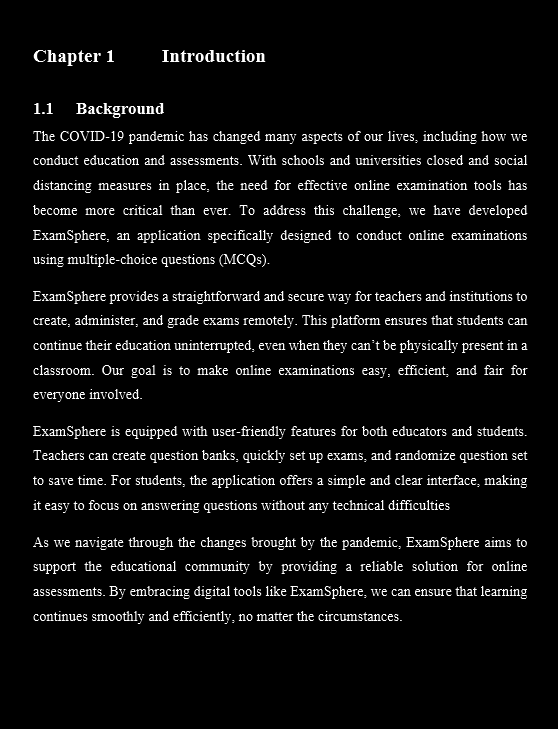 Chapter 1 Introduction
1.1 Background
The COVID-19 pandemic has changed many aspects of our lives, including how we
conduct education and assessments. With schools and universities closed and social
distancing measures in place, the need for effective online examination tools has
become more critical than ever. To address this challenge, we have developed
ExamSphere, an application specifically designed to conduct online examinations
using multiple-choice questions (MCQs).
ExamSphere provides a straightforward and secure way for teachers and institutions to
create, administer, and grade exams remotely. This platform ensures that students can
continue their education uninterrupted, even when they can’t be physically present in a
classroom. Our goal is to make online examinations easy, efficient, and fair for
everyone involved.
ExamSphere is equipped with user-friendly features for both educators and students.
Teachers can create question banks, quickly set up exams, and randomize question set
to save time. For students, the application offers a simple and clear interface, making
it easy to focus on answering questions without any technical difficulties
As we navigate through the changes brought by the pandemic, ExamSphere aims to
support the educational community by providing a reliable solution for online
assessments. By embracing digital tools like ExamSphere, we can ensure that learning
continues smoothly and efficiently, no matter the circumstances.